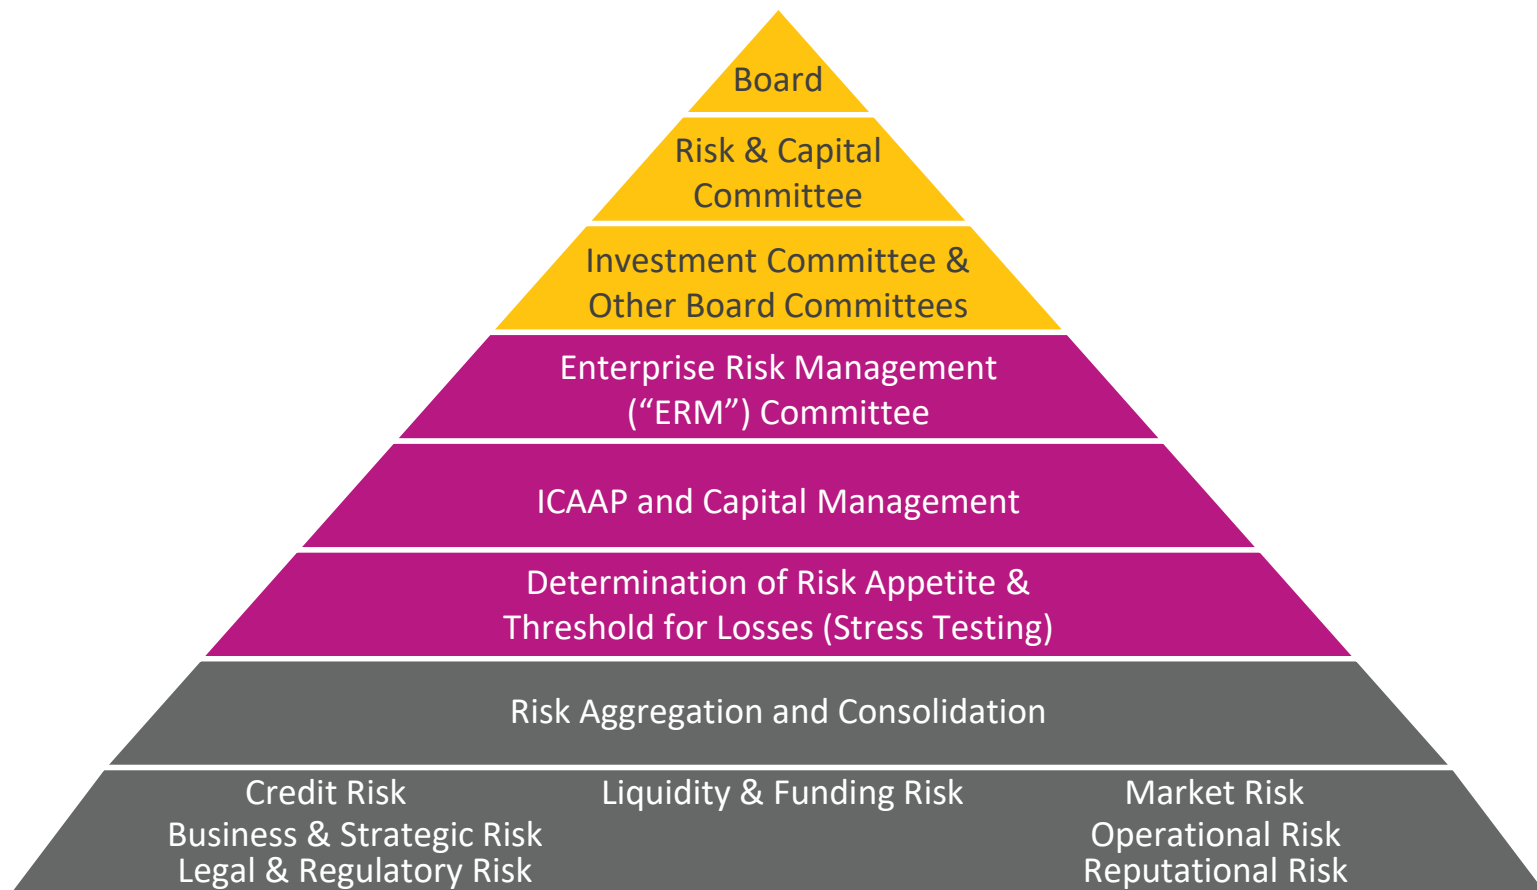 Board
Risk & Capital
Committee
Investment Committee &
Other Board Committees
Enterprise Risk Management
(“ERM”) Committee
ICAAP and Capital Management
Determination of Risk Appetite &
Threshold for Losses (Stress Testing)
Risk Aggregation and Consolidation
Credit Risk Liquidity & Funding Risk Market Risk
Business & Strategic Risk Operational Risk
Legal & Regulatory Risk Reputational Risk